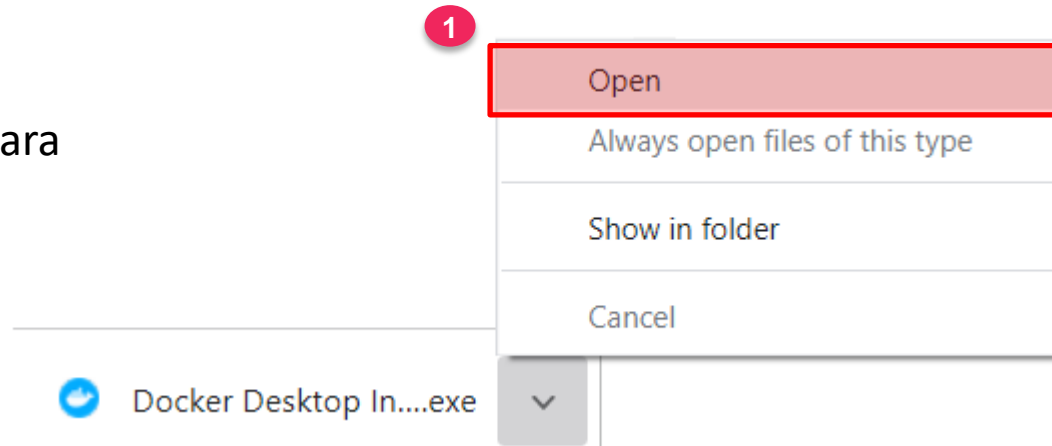 1
Open
ara
Always open files of this type
Show in folder
Cancel
Docker Desktop In....exe